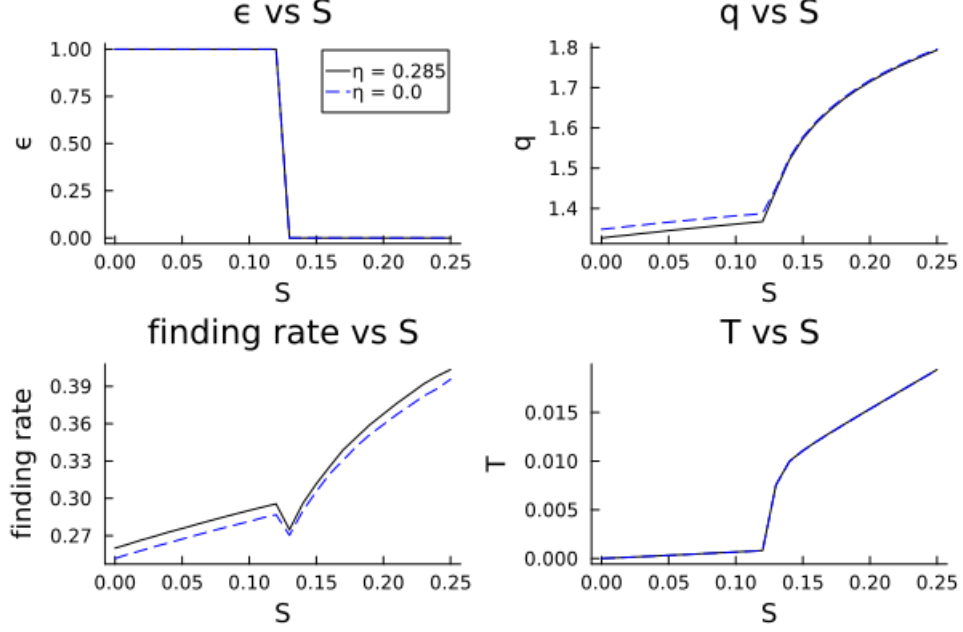 ϵ vs S
1.00
0.75
0.50
0.25
0.00
ϵ
η = 0.285
η = 0.0
0.00 0.05 0.10 0.15 0.20 0.25
S
q vs S
1.8
1.7
1.6
1.5
1.4
q
0.00 0.05 0.10 0.15 0.20 0.25
S
finding rate vs S
0.39
0.36
0.33
0.30
0.27
finding rate
0.00 0.05 0.10 0.15 0.20 0.25
S
T vs S
0.015
0.010
0.005
0.000
T
0.00 0.05 0.10 0.15 0.20 0.25
S